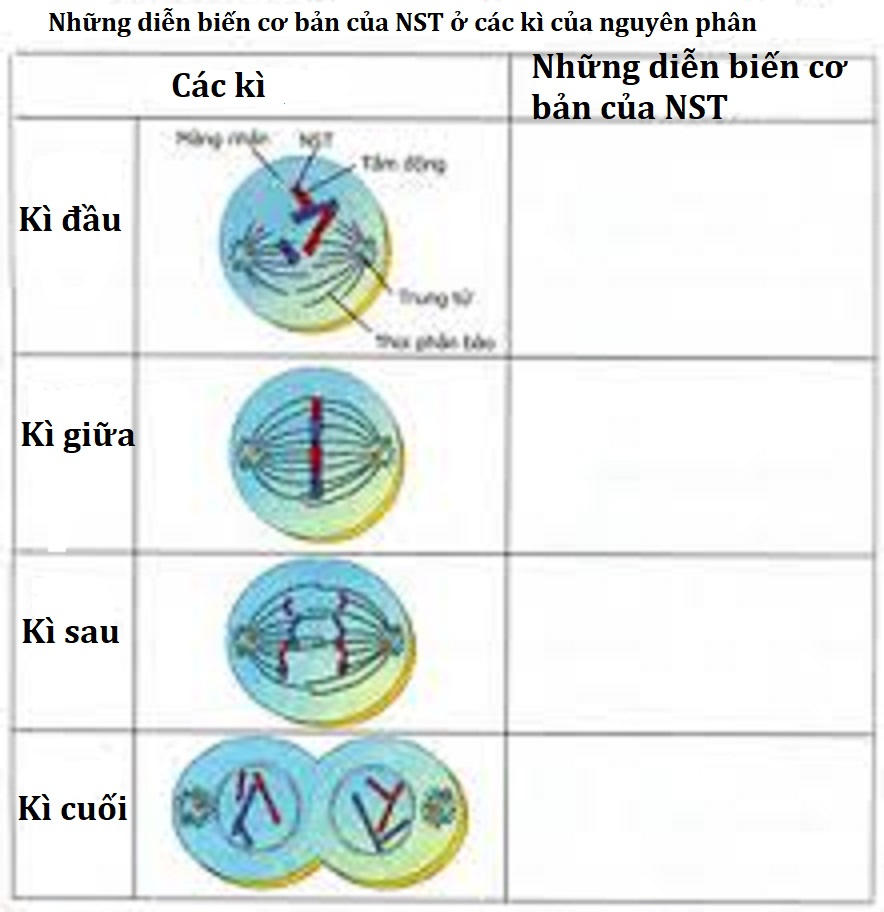 Những diễn biến cơ bản của NST ở các kì của nguyên phân
Các kì
Những diễn biến cơ
bản của NST
Kì đầu
Màng nhân
NST
Tâm động
Trung tử
Thoi phân bào
Kì giữa
Kì sau
Kì cuối